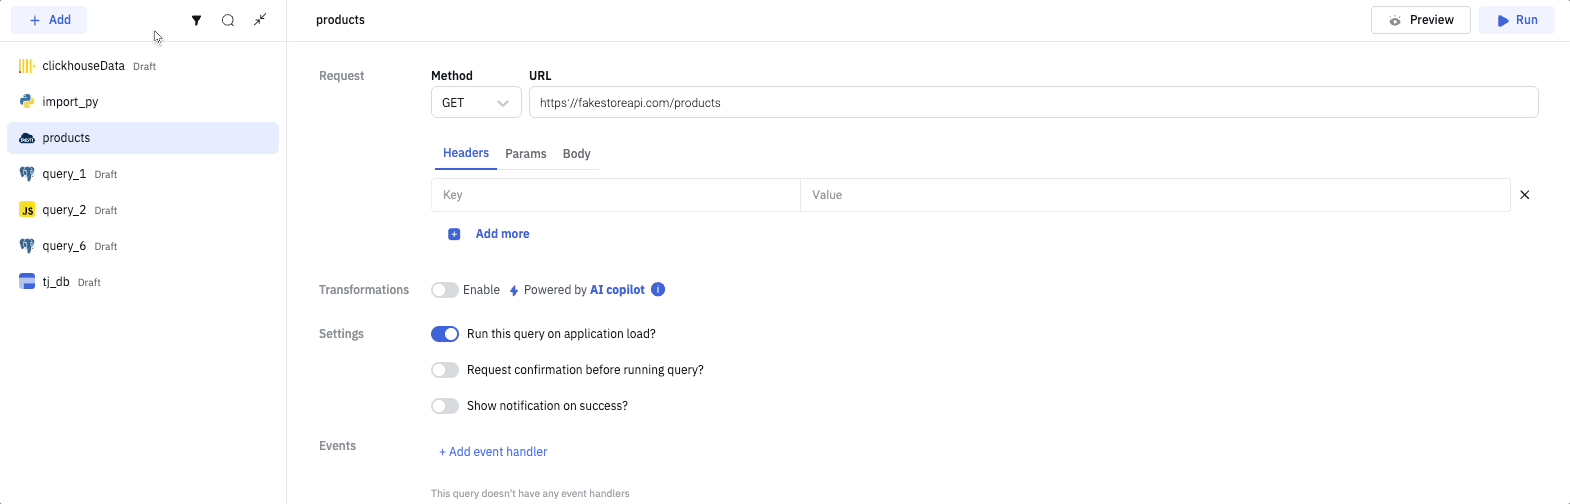 + Add
products
Preview
Run
clickhouseData Draft
import_py
products
query_1 Draft
JS query_2 Draft
query_6 Draft
tj_db Draft
Request
Method URL
GET https://fakestoreapi.com/products
Headers Params Body
Key Value
Add more
Transformations Enable Powered by AI copilot i
Settings Run this query on application load?
Request confirmation before running query?
Show notification on success?
Events + Add event handler
This query doesn't have any event handlers